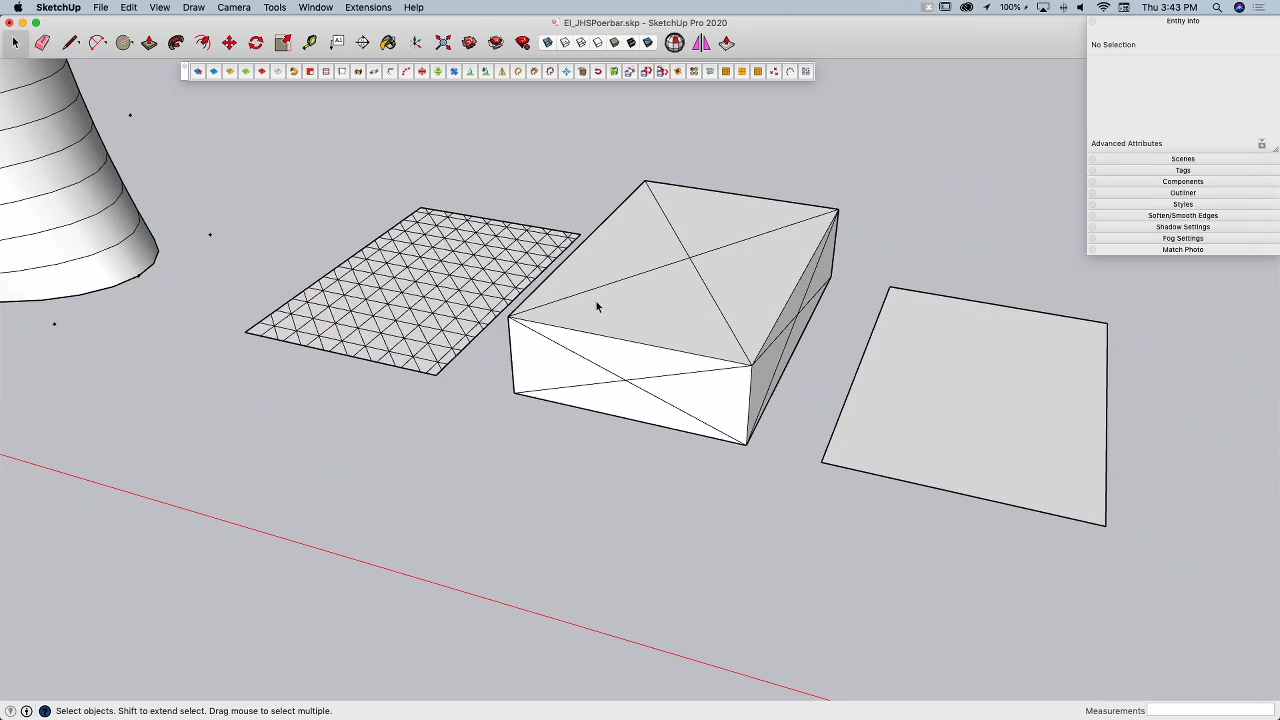 SketchUp File Edit View Draw Camera Tools Window Extensions Help 100% Thu 3:43 PM
EI_JHSPoerbar.skp - SketchUp Pro 2020
Entity Info
No Selection
Advanced Attributes
Scenes
Tags
Components
Outliner
Styles
Soften/Smooth Edges
Shadow Settings
Fog Settings
Match Photo
Select objects. Shift to extend select. Drag mouse to select multiple. Measurements